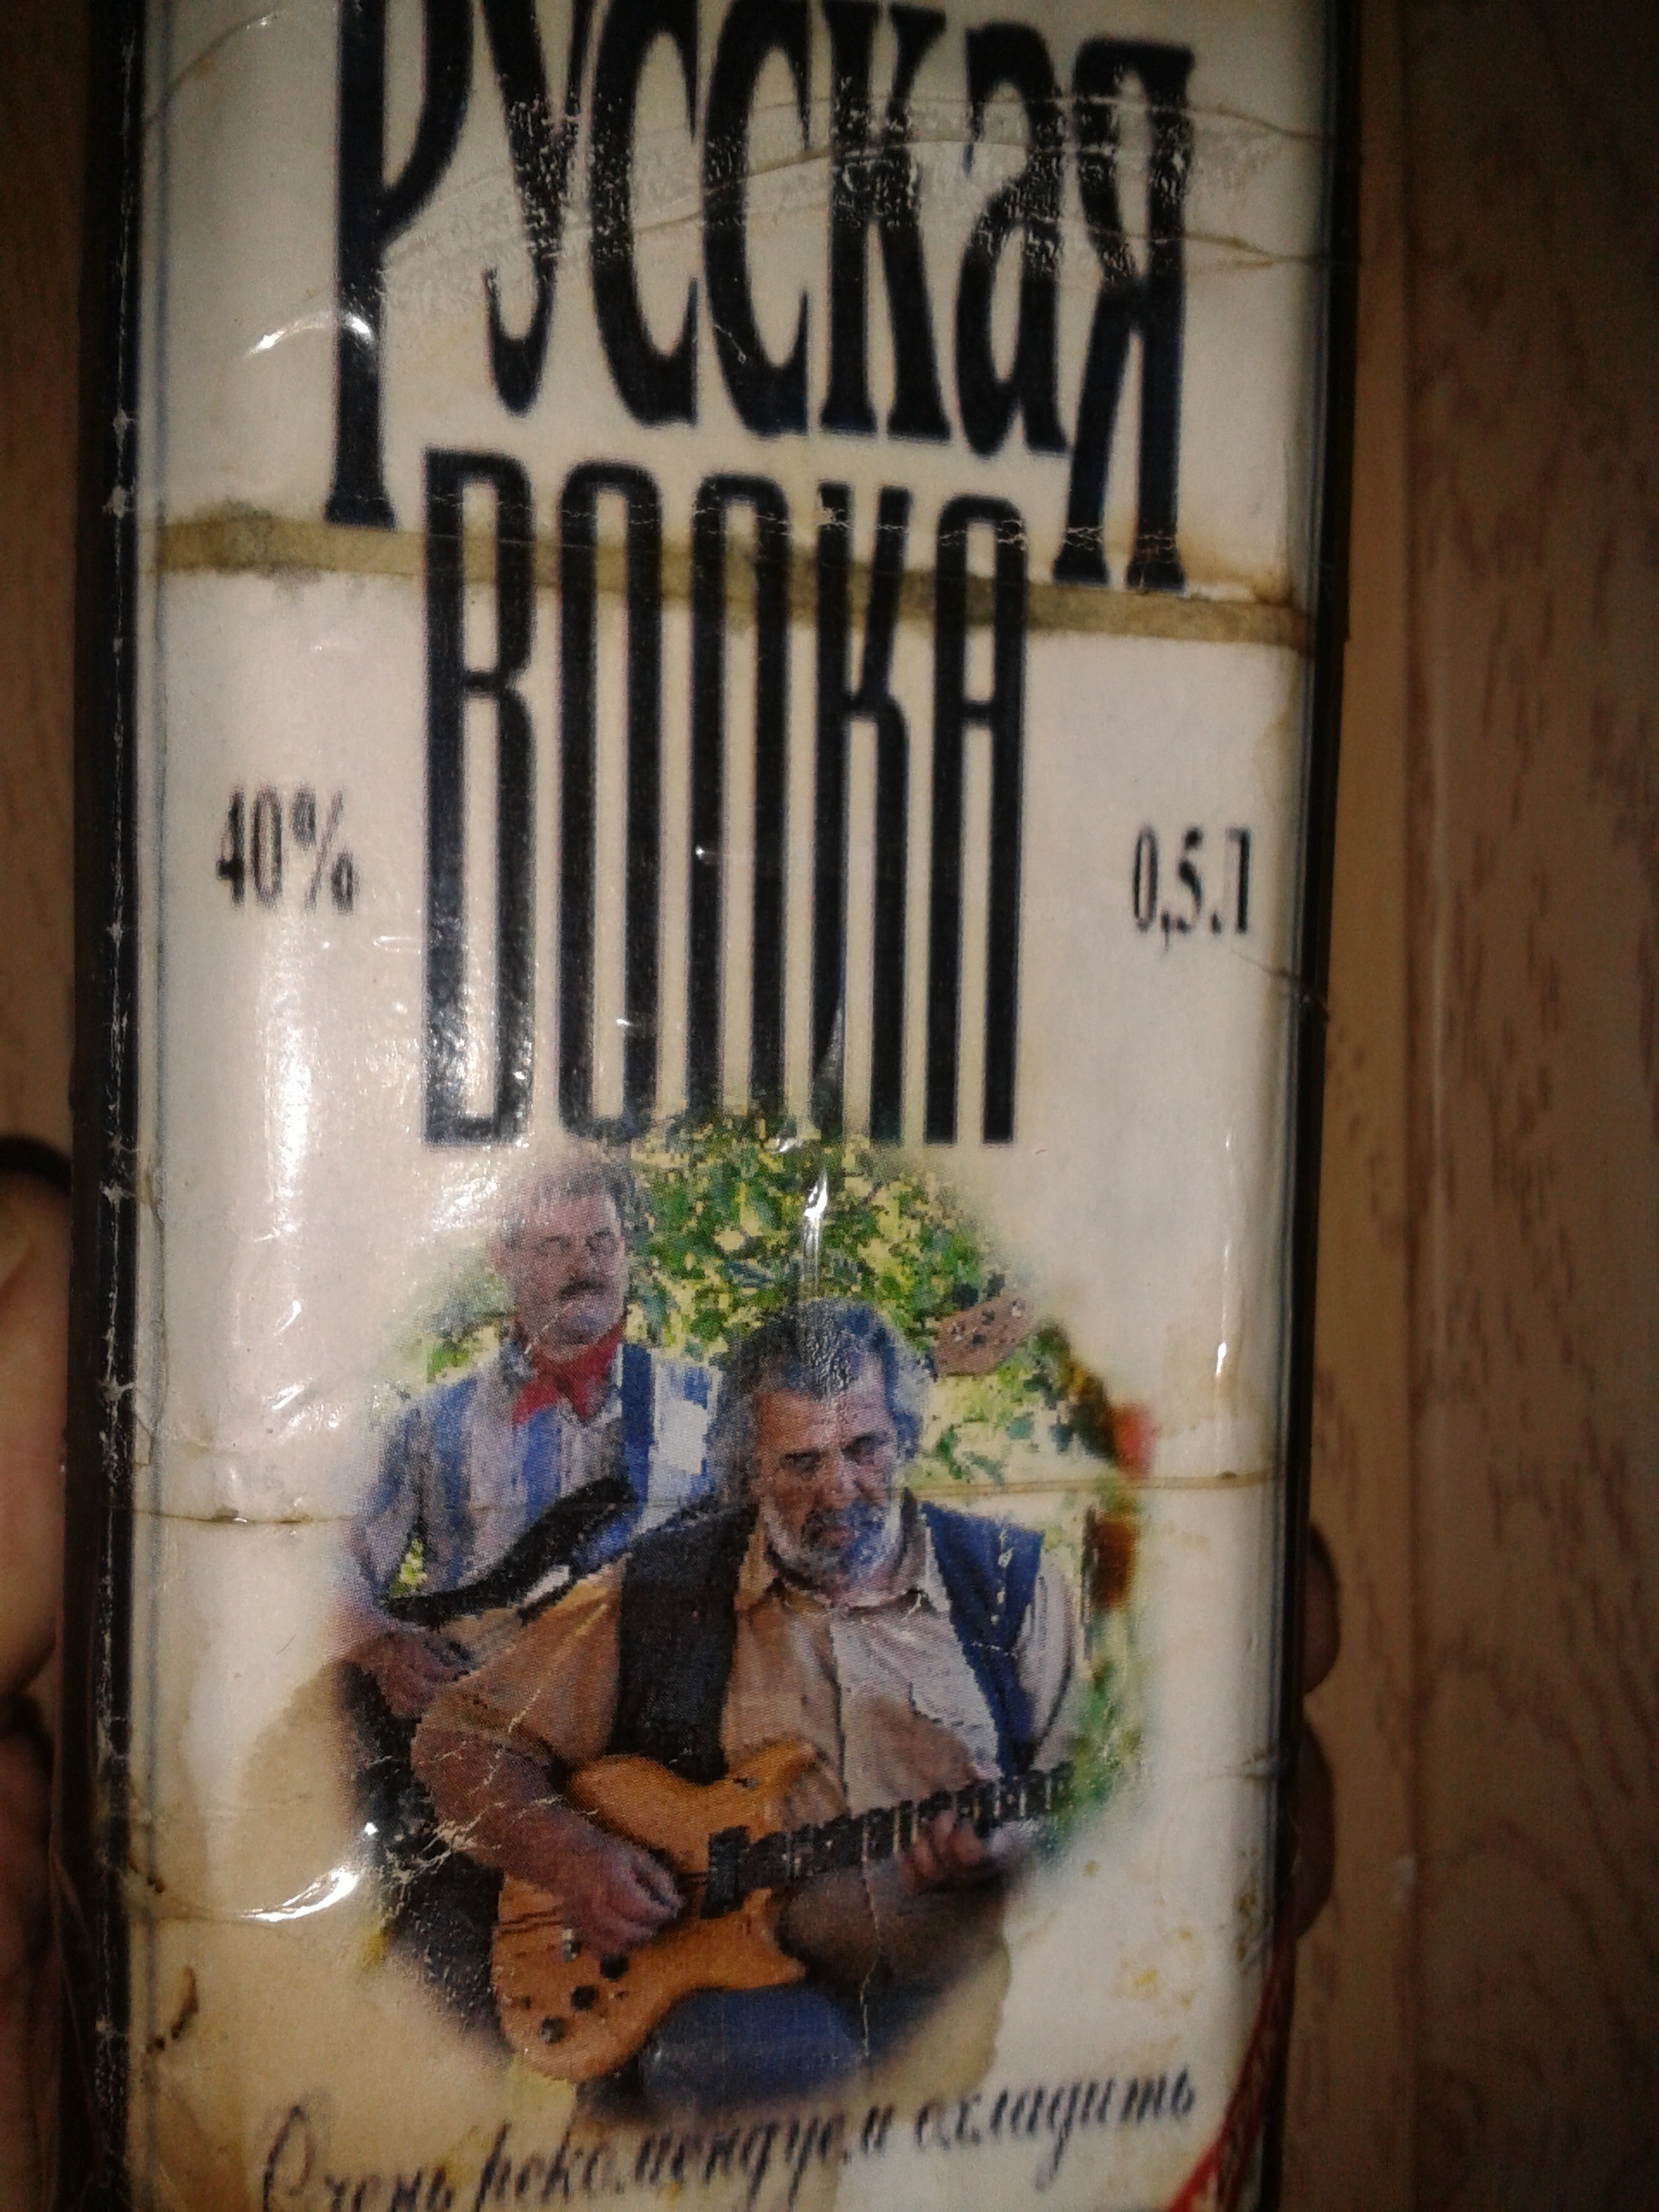 Русская
ВОДКА
40% 0,5.Л
Очень рекомендуем охладить